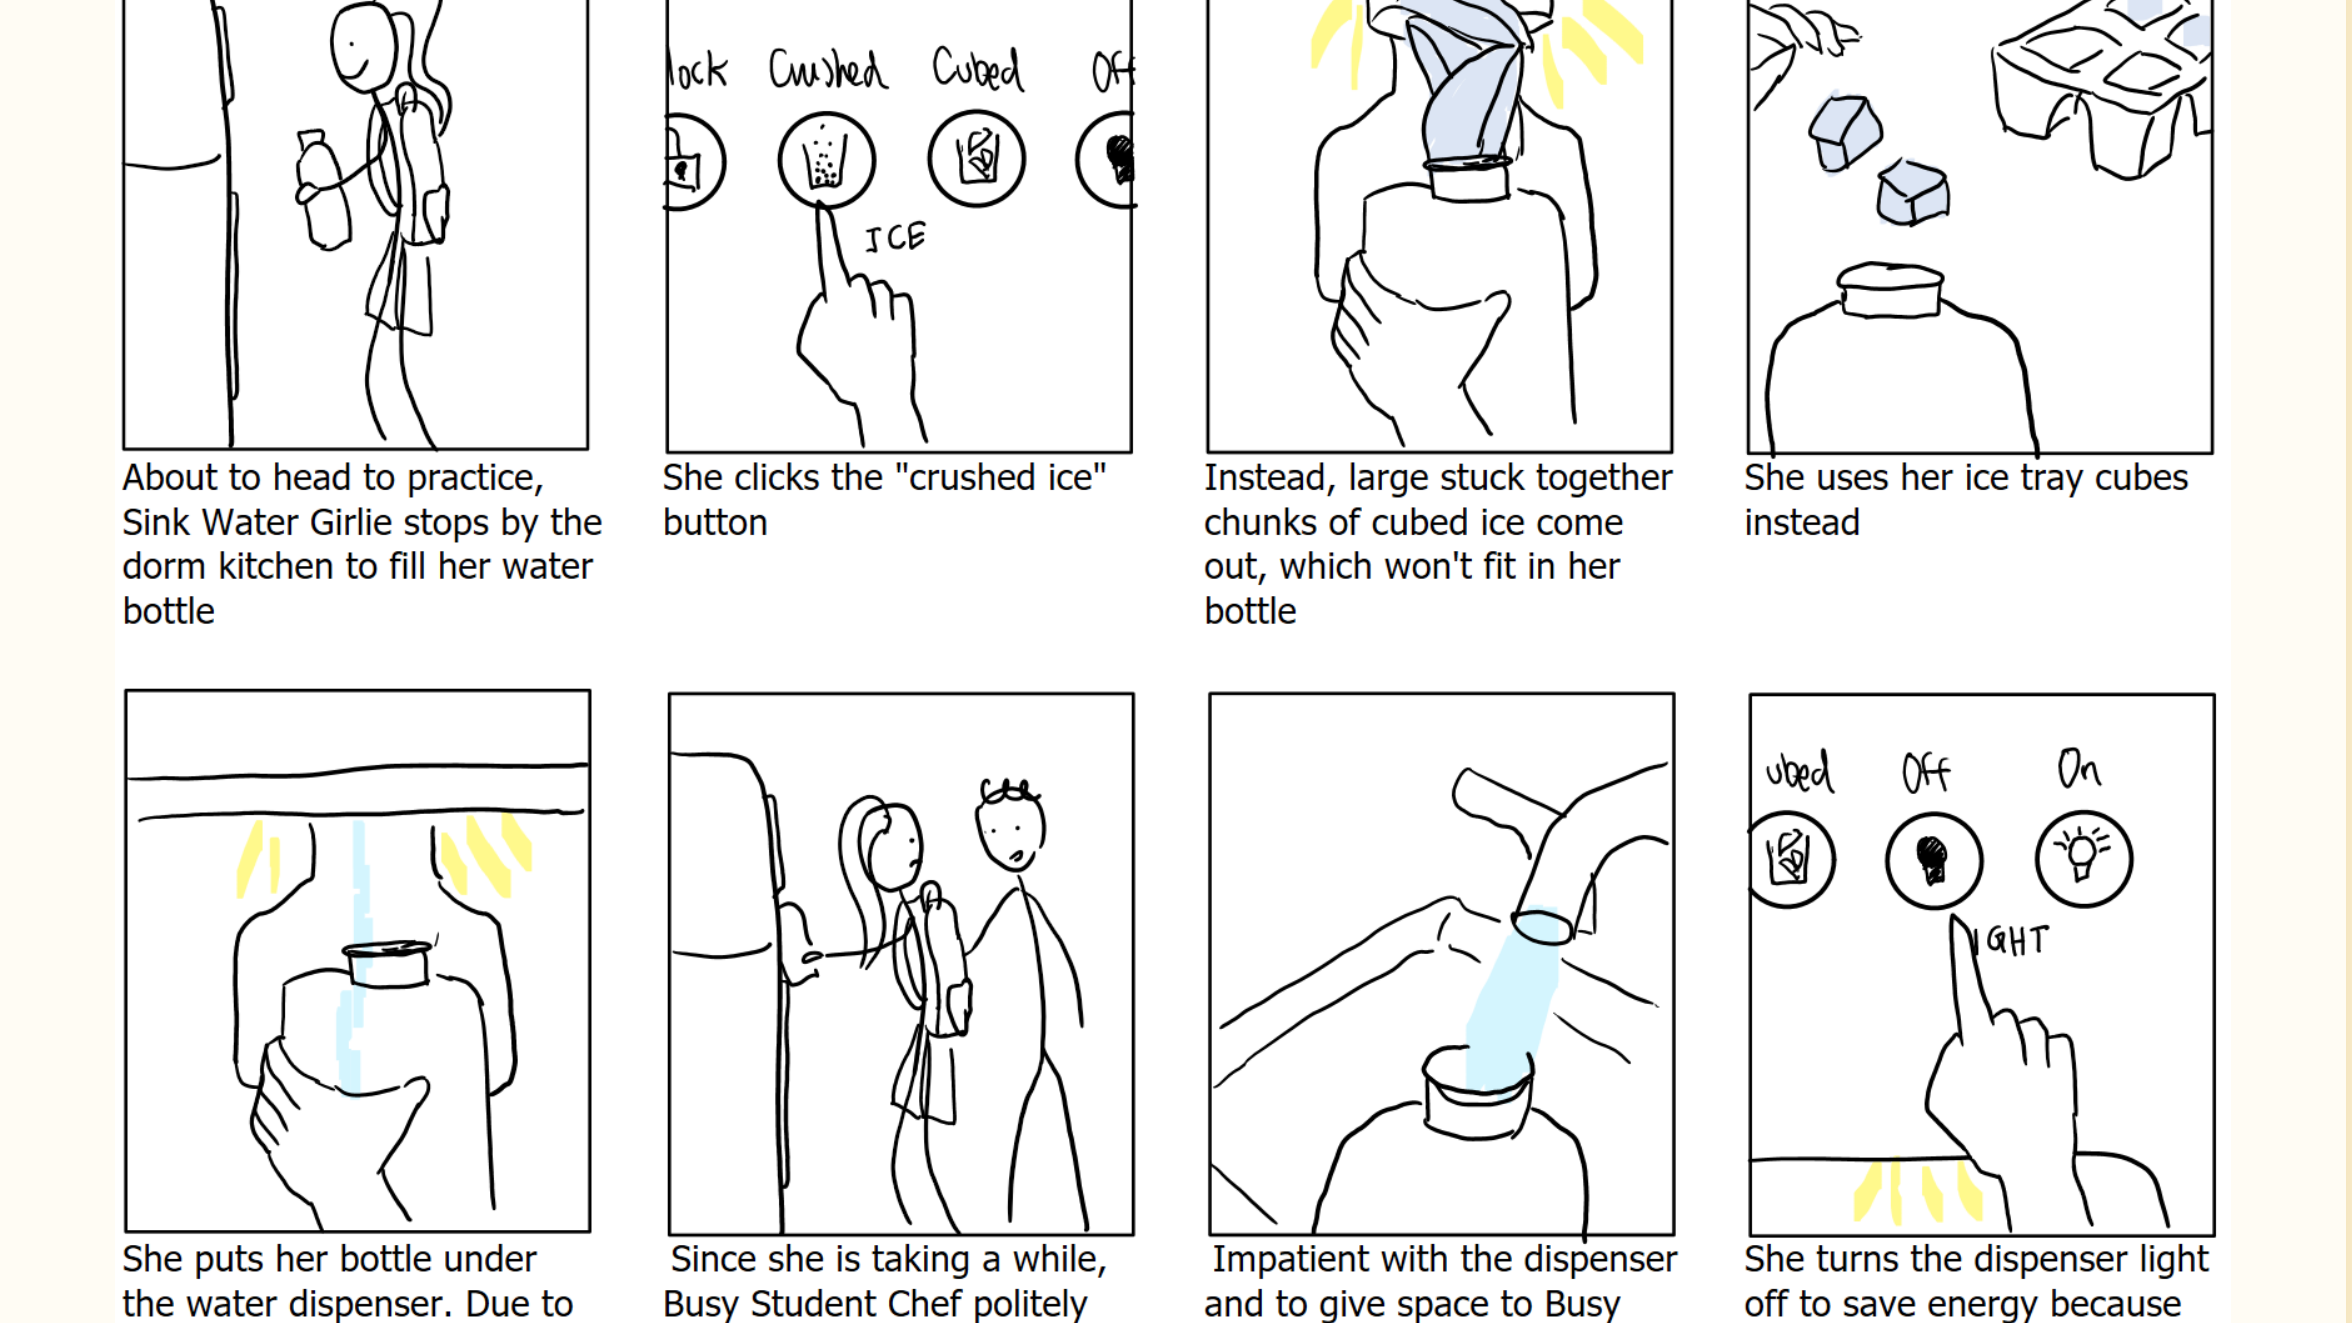 lock Crushed Cubed Off
ICE
About to head to practice,
Sink Water Girlie stops by the
dorm kitchen to fill her water
bottle
She clicks the "crushed ice"
button
Instead, large stuck together
chunks of cubed ice come
out, which won't fit in her
bottle
She uses her ice tray cubes
instead
ubed Off On
IGHT
She puts her bottle under
the water dispenser. Due to
Since she is taking a while,
Busy Student Chef politely
Impatient with the dispenser
and to give space to Busy
She turns the dispenser light
off to save energy because